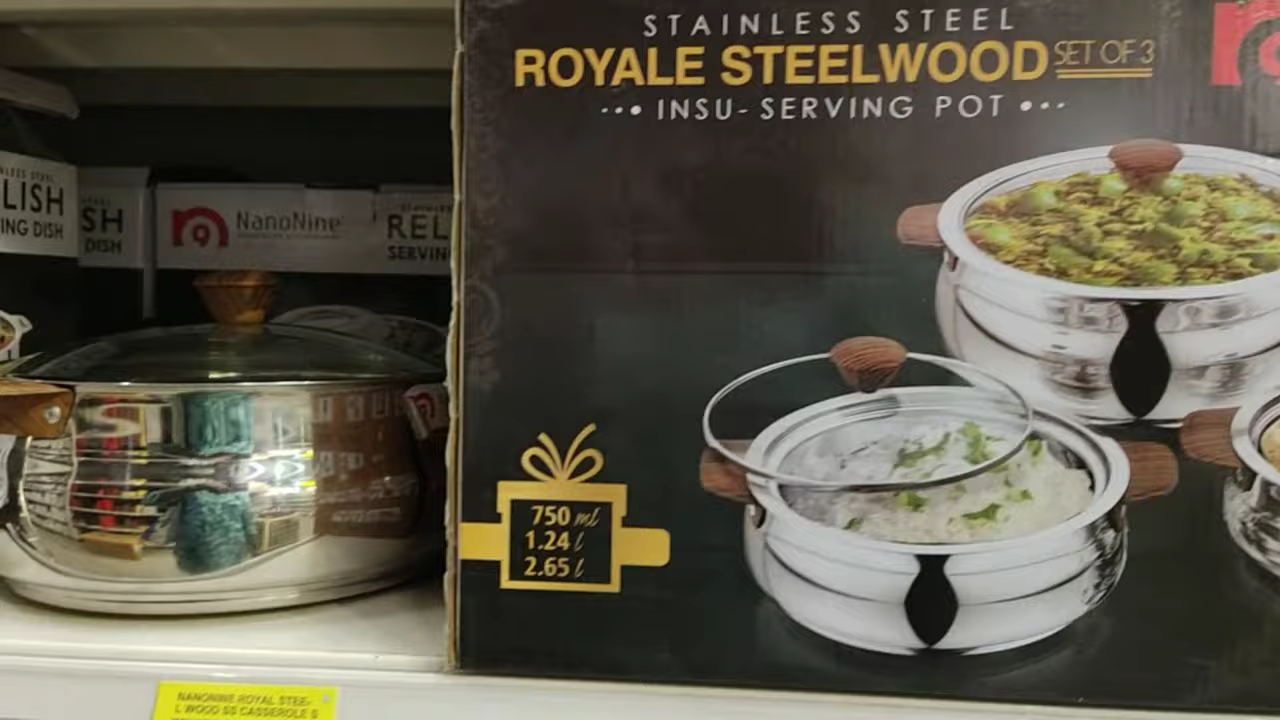 STAINLESS STEEL
ROYALE STEELWOOD SET OF 3
••• INSU-SERVING POT •••
750 ml
1.24 l
2.65 l
LISH
ING DISH
SH
DISH
NanoNine
REL
SERVIN
NANONINE ROYAL STEE-
L WOOD SS CASSEROLE S